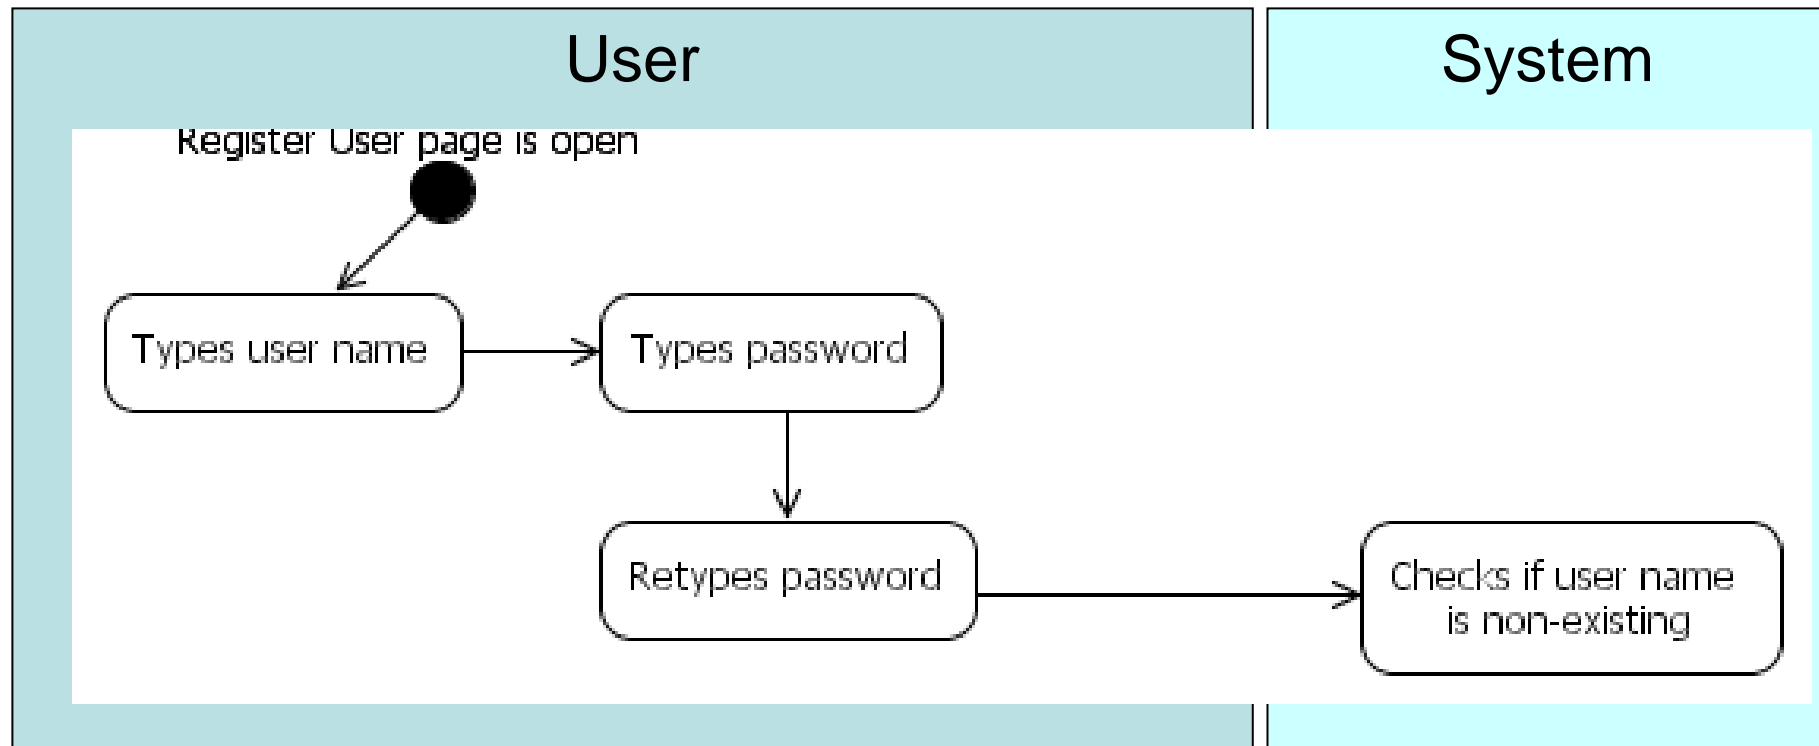 User
System
Register User page is open
Types user name
Types password
Retypes password
Checks if user name
is non-existing